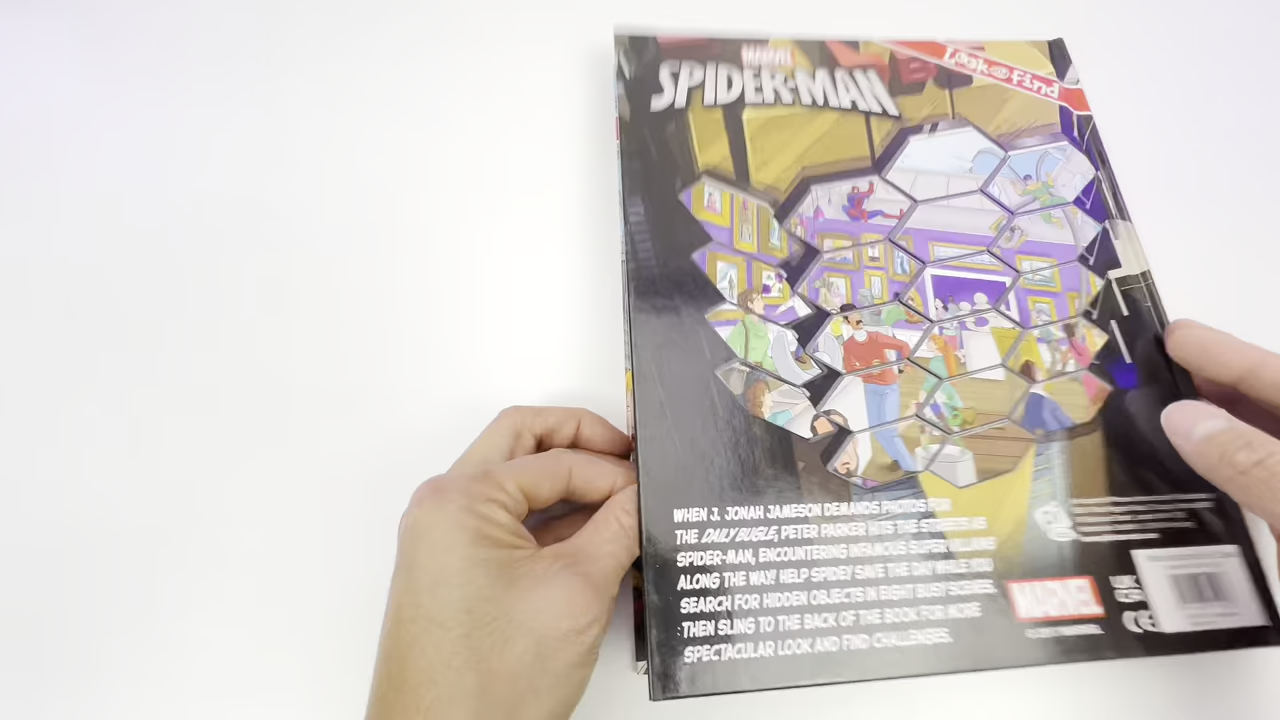 MARVEL
SPIDER-MAN
Look and find
WHEN J. JONAH JAMESON DEMANDS PHOTOS FOR
THE DAILY BUGLE, PETER PARKER HITS THE STREETS AS
SPIDER-MAN, ENCOUNTERING INFAMOUS SUPER VILLAINS
ALONG THE WAY! HELP SPIDEY SAVE THE DAY WHILE YOU
SEARCH FOR HIDDEN OBJECTS IN EIGHT BUSY SCENES.
THEN SLING TO THE BACK OF THE BOOK FOR MORE
SPECTACULAR LOOK AND FIND CHALLENGES.
MARVEL
CE